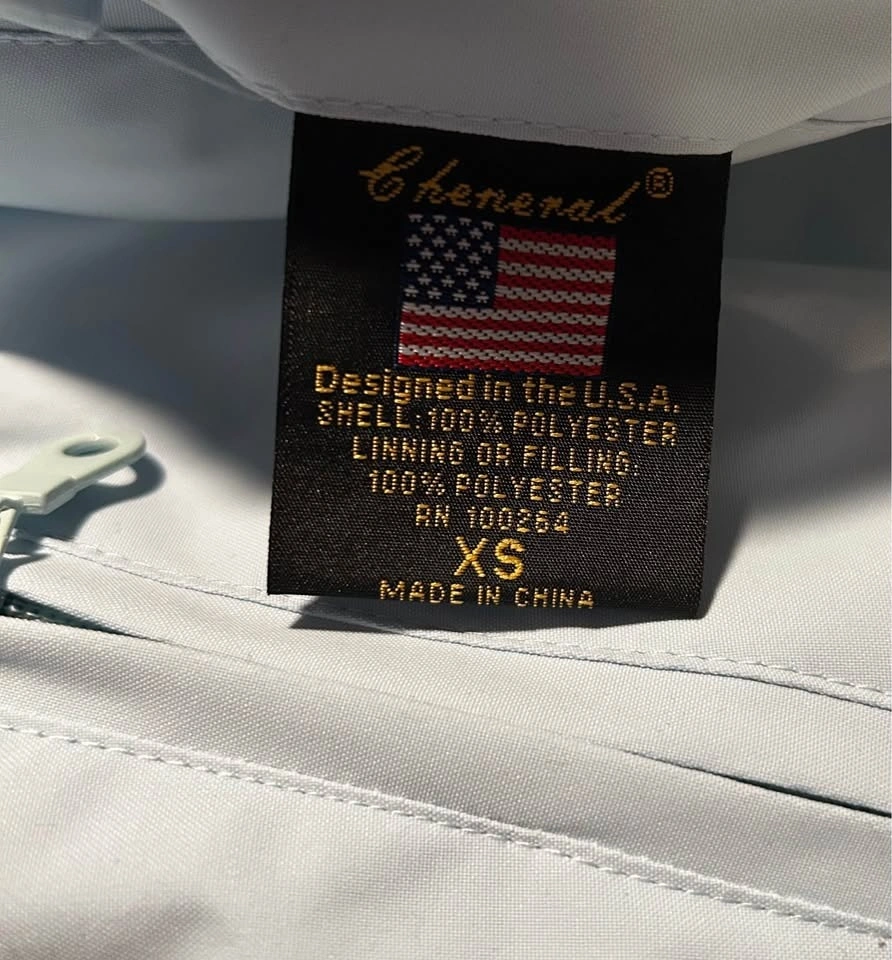 Cheneral®
Designed in the U.S.A.
SHELL:100% POLYESTER
LINNING OR FILLING:
100% POLYESTER
RN 100264
XS
MADE IN CHINA